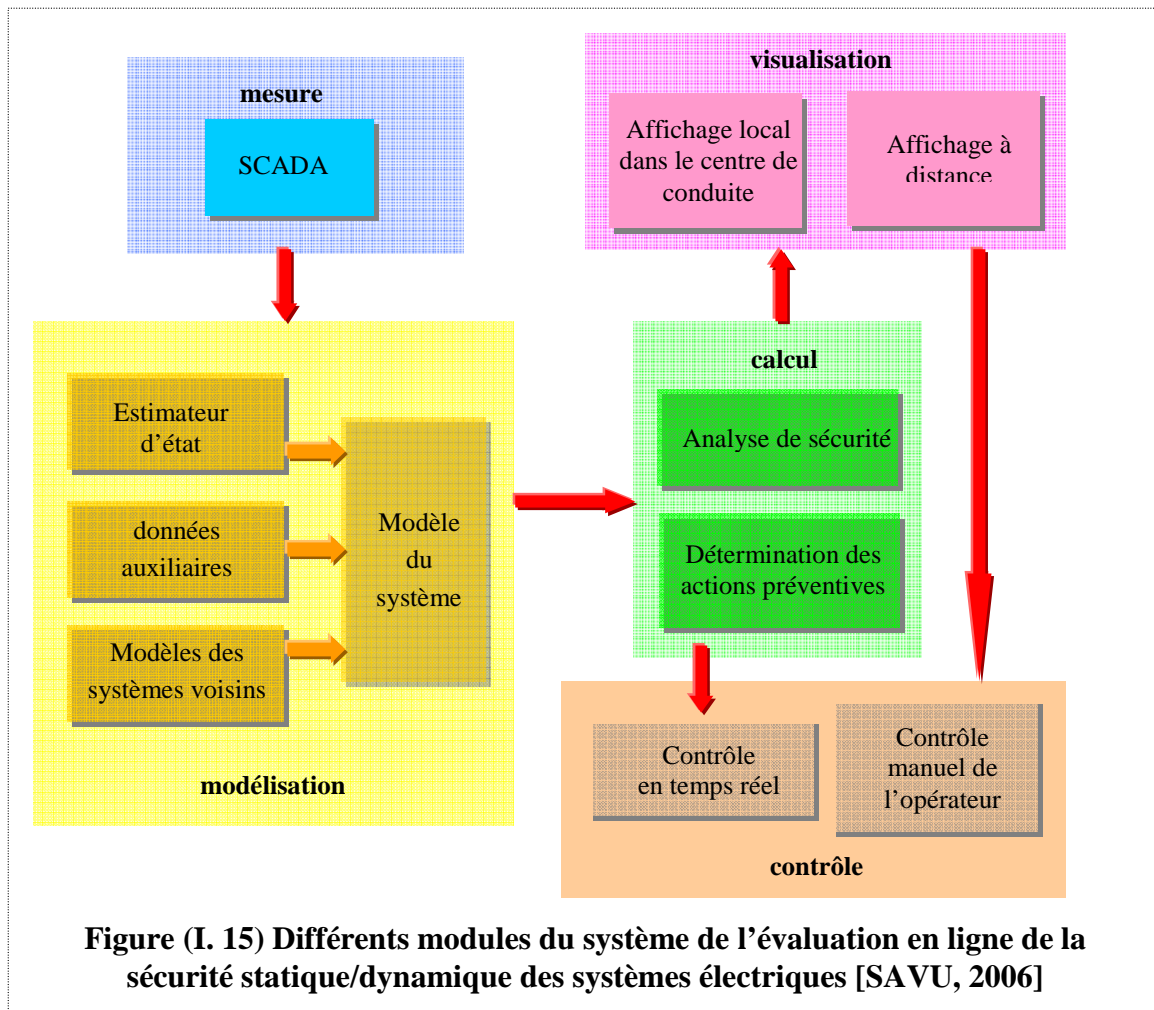 mesure
SCADA
visualisation
Affichage local
dans le centre de
conduite
Affichage à
distance
Estimateur
d’état
données
auxiliaires
Modèles des
systèmes voisins
Modèle
du
système
modélisation
calcul
Analyse de sécurité
Détermination des
actions préventives
Contrôle
en temps réel
Contrôle
manuel de
l’opérateur
contrôle
Figure (I. 15) Différents modules du système de l’évaluation en ligne de la
sécurité statique/dynamique des systèmes électriques [SAVU, 2006]